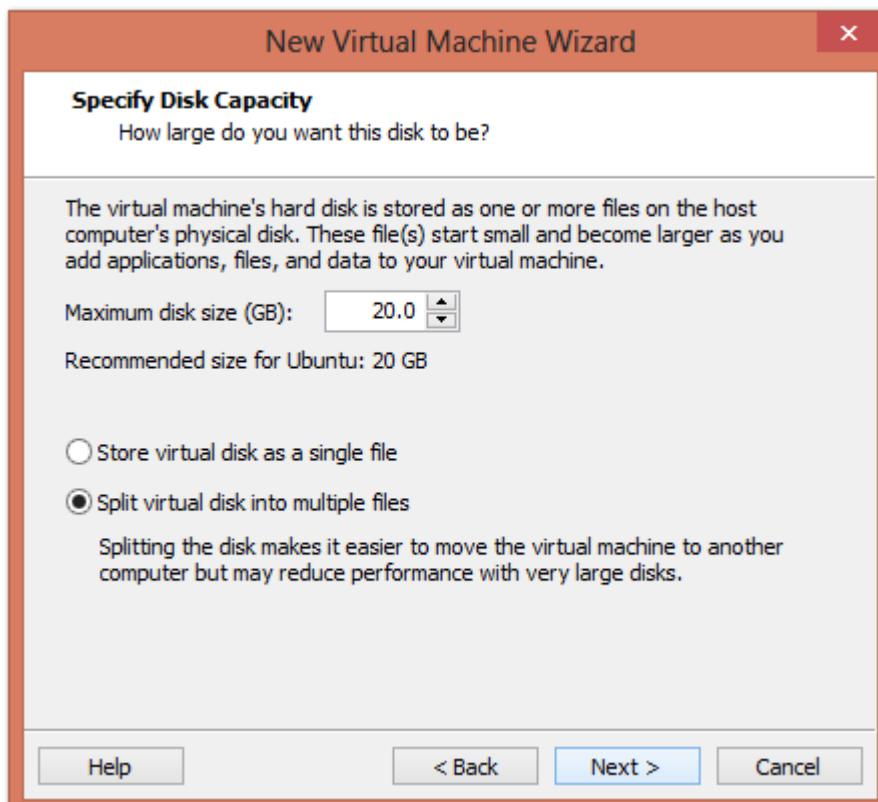 New Virtual Machine Wizard
Specify Disk Capacity
How large do you want this disk to be?
The virtual machine's hard disk is stored as one or more files on the host
computer's physical disk. These file(s) start small and become larger as you
add applications, files, and data to your virtual machine.
Maximum disk size (GB): 20.0
Recommended size for Ubuntu: 20 GB
Store virtual disk as a single file
Split virtual disk into multiple files
Splitting the disk makes it easier to move the virtual machine to another
computer but may reduce performance with very large disks.
Help < Back Next > Cancel